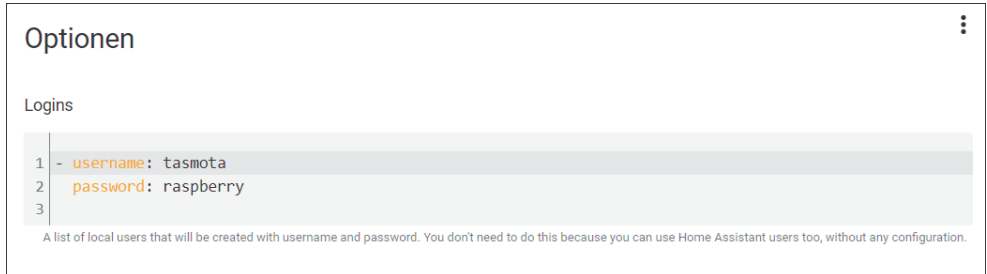 Optionen
Logins
1 - username: tasmota
2 password: raspberry
3
A list of local users that will be created with username and password. You don't need to do this because you can use Home Assistant users too, without any configuration.